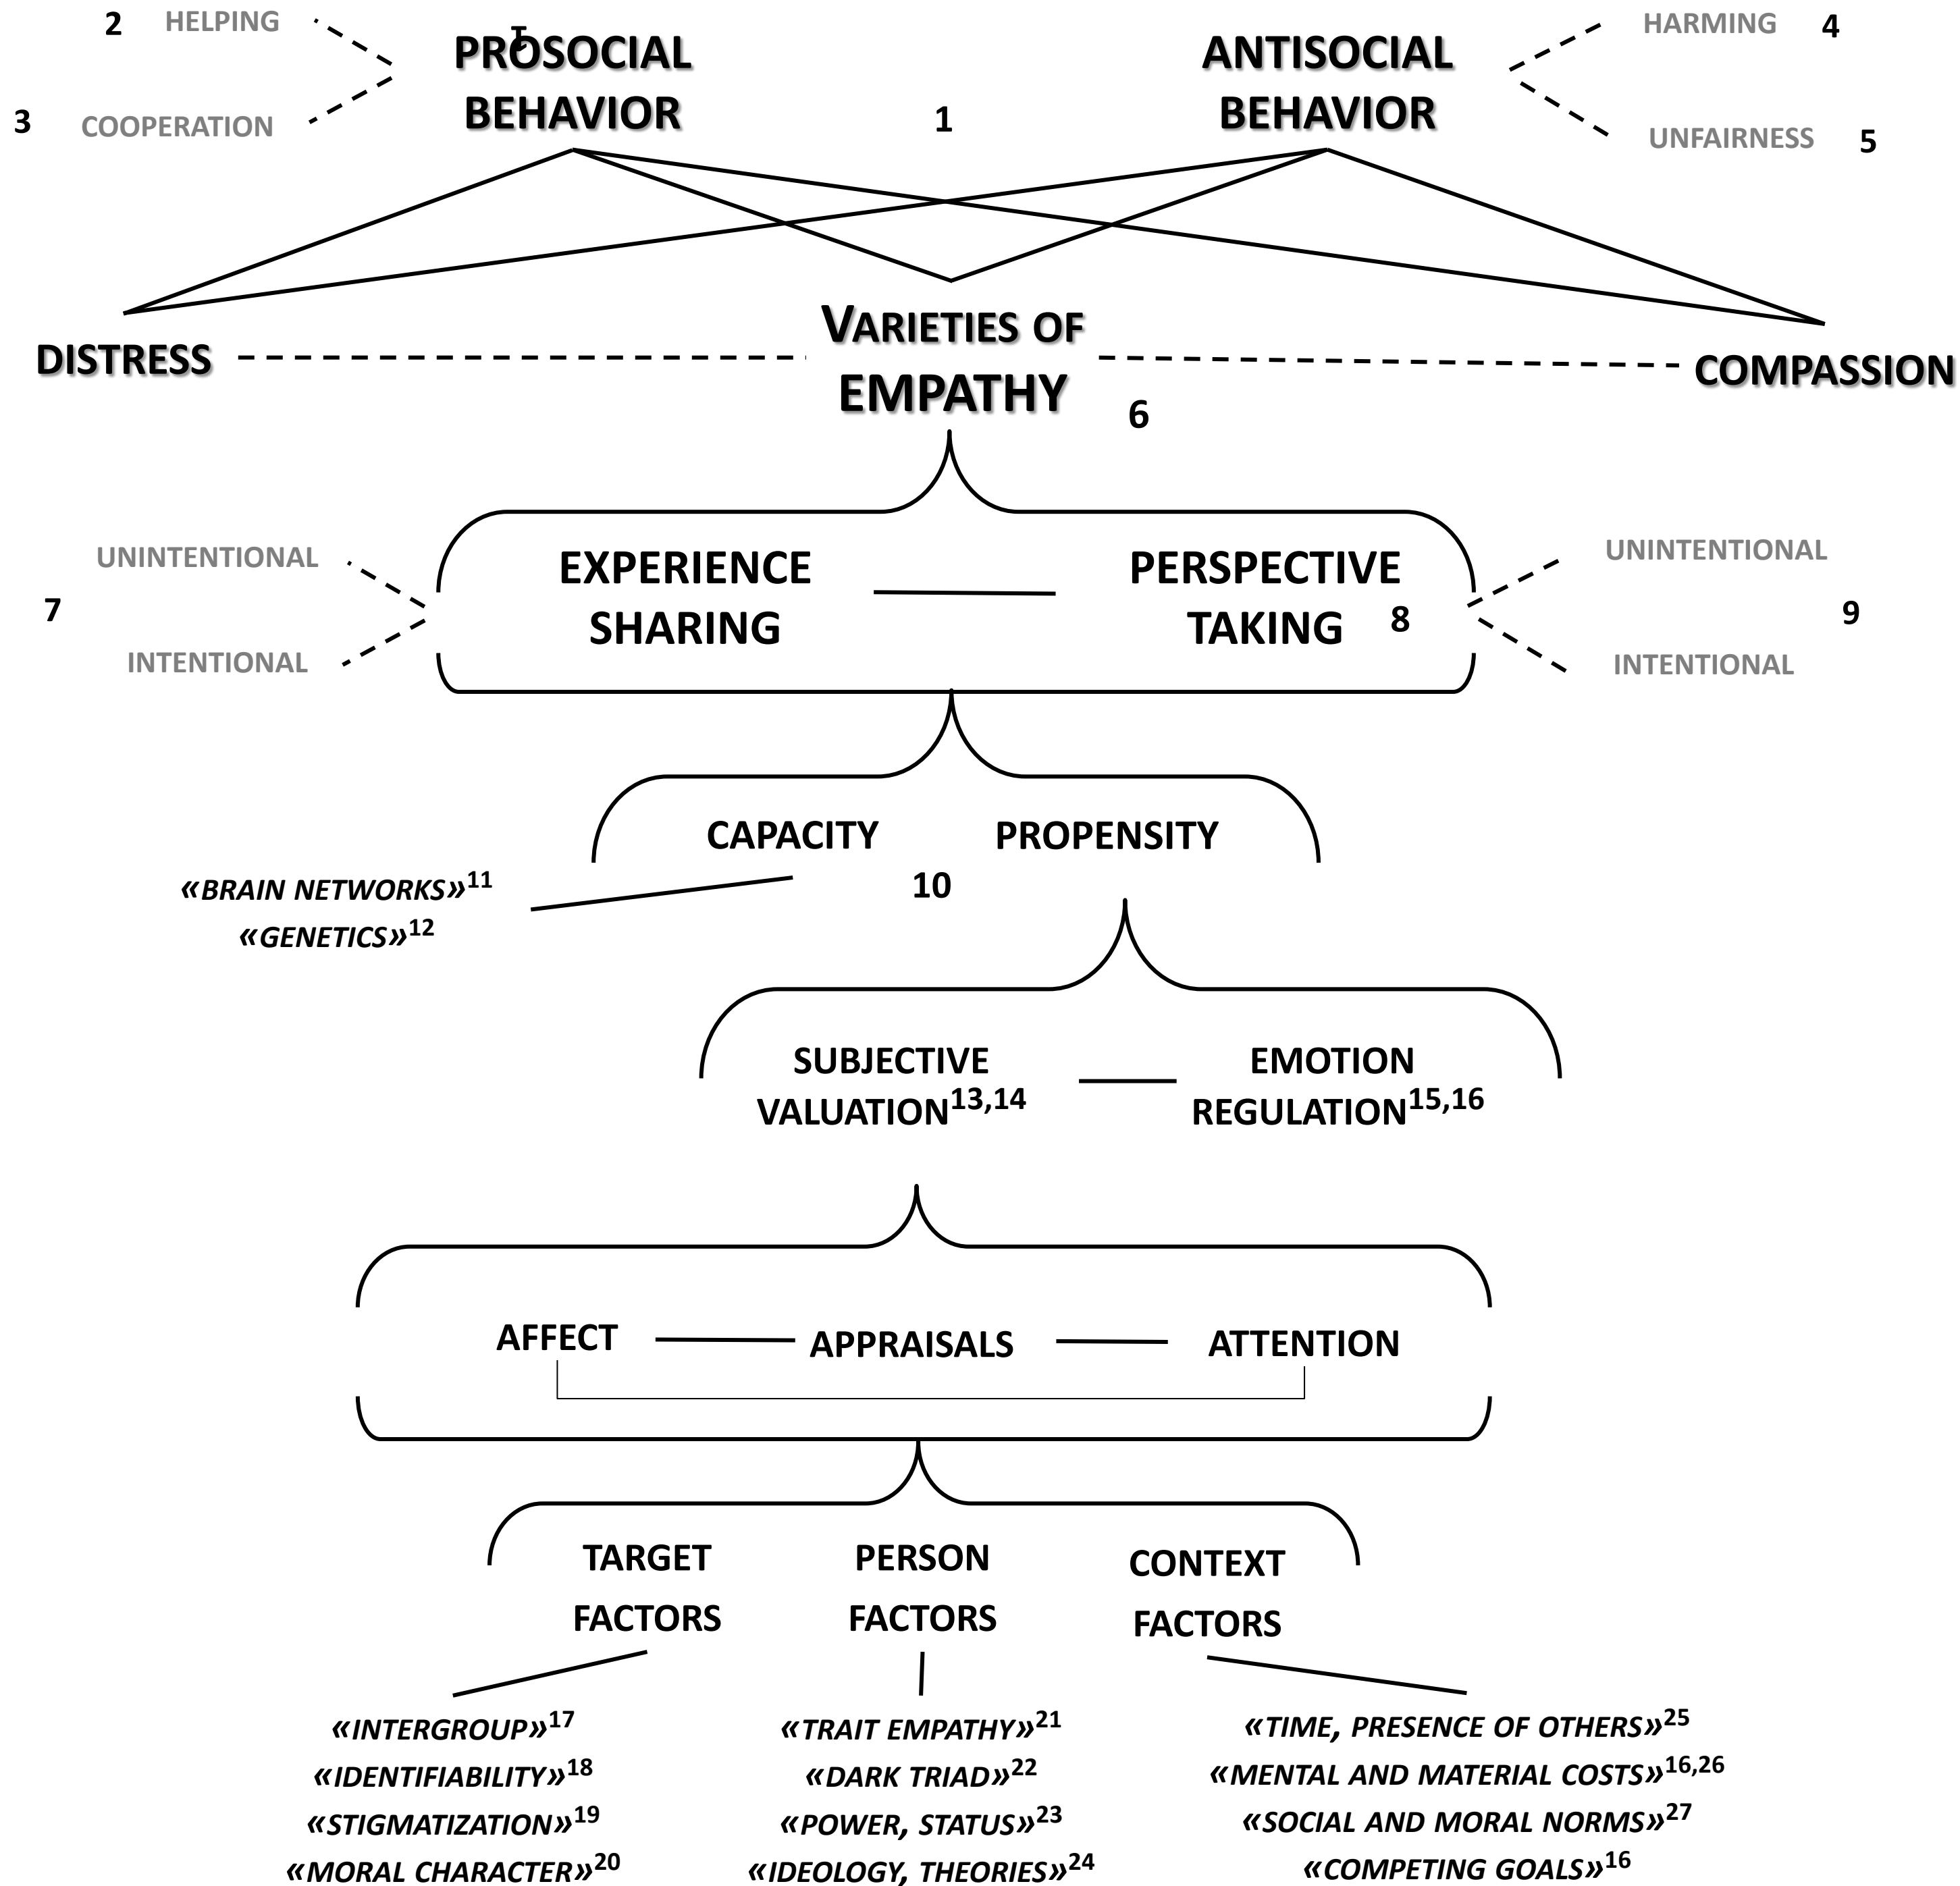 2 HELPING
HARMING 4
PROSOCIAL
BEHAVIOR
ANTISOCIAL
BEHAVIOR
3 COOPERATION
1
UNFAIRNESS 5
DISTRESS
VARIETIES OF
EMPATHY
6
COMPASSION
UNINTENTIONAL
7
INTENTIONAL
EXPERIENCE
SHARING
PERSPECTIVE
TAKING 8
UNINTENTIONAL
9
INTENTIONAL
CAPACITY
PROPENSITY
10
«BRAIN NETWORKS»11
«GENETICS»12
SUBJECTIVE
VALUATION13,14
EMOTION
REGULATION15,16
AFFECT
APPRAISALS
ATTENTION
TARGET
FACTORS
PERSON
FACTORS
CONTEXT
FACTORS
«INTERGROUP»17
«IDENTIFIABILITY»18
«STIGMATIZATION»19
«MORAL CHARACTER»20
«TRAIT EMPATHY»21
«DARK TRIAD»22
«POWER, STATUS»23
«IDEOLOGY, THEORIES»24
«TIME, PRESENCE OF OTHERS»25
«MENTAL AND MATERIAL COSTS»16,26
«SOCIAL AND MORAL NORMS»27
«COMPETING GOALS»16